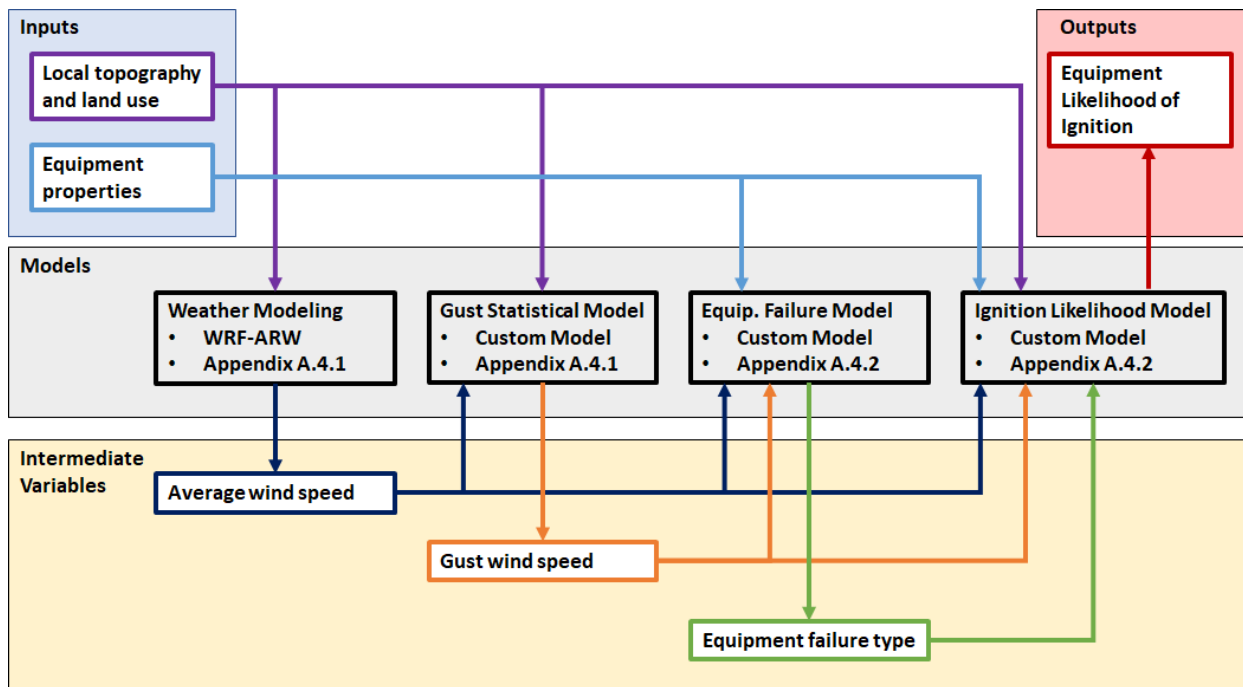 Inputs
Local topography
and land use
Equipment
properties
Outputs
Equipment
Likelihood of
Ignition
Models
Weather Modeling
• WRF-ARW
• Appendix A.4.1
Gust Statistical Model
• Custom Model
• Appendix A.4.1
Equip. Failure Model
• Custom Model
• Appendix A.4.2
Ignition Likelihood Model
• Custom Model
• Appendix A.4.2
Intermediate
Variables
Average wind speed
Gust wind speed
Equipment failure type